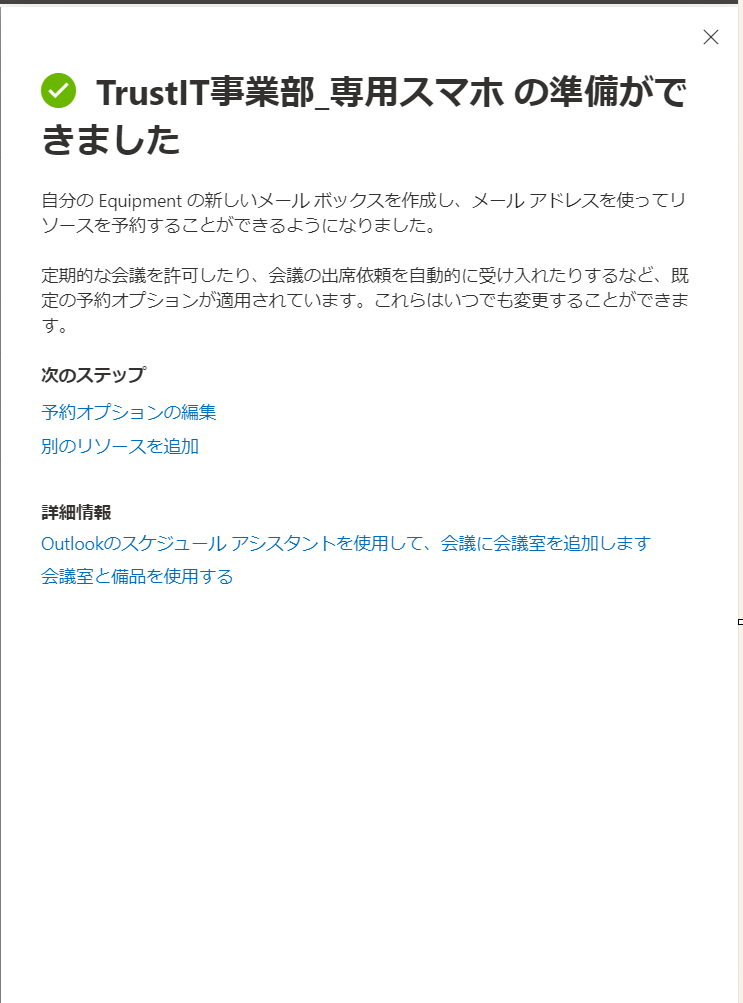 TrustIT事業部_専用スマホ の準備がで
きました
自分の Equipment の新しいメール ボックスを作成し、メール アドレスを使ってリ
ソースを予約することができるようになりました。
定期的な会議を許可したり、会議の出席依頼を自動的に受け入れたりするなど、既
定の予約オプションが適用されています。これらはいつでも変更することができま
す。
次のステップ
予約オプションの編集
別のリソースを追加
詳細情報
Outlookのスケジュール アシスタントを使用して、会議に会議室を追加します
会議室と備品を使用する